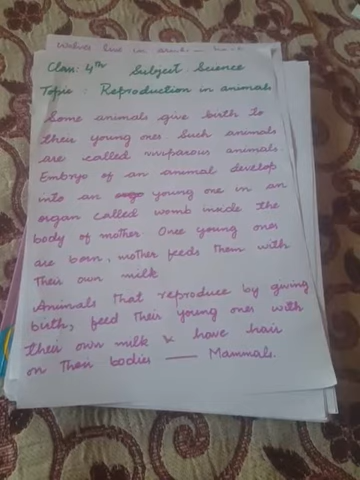 Class: 4th Subject: Science
Topic: Reproduction in animals
Some animals give birth to
their young ones Such animals
are called viviparous animals.
Embryo of an animal develop
into an young one in an
organ called womb inside the
body of mother. Once young ones
are born, mother feeds them with
their own milk
Animals that reproduce by giving
birth, feed their young ones with
their own milk & have hair
on their bodies — Mammals.